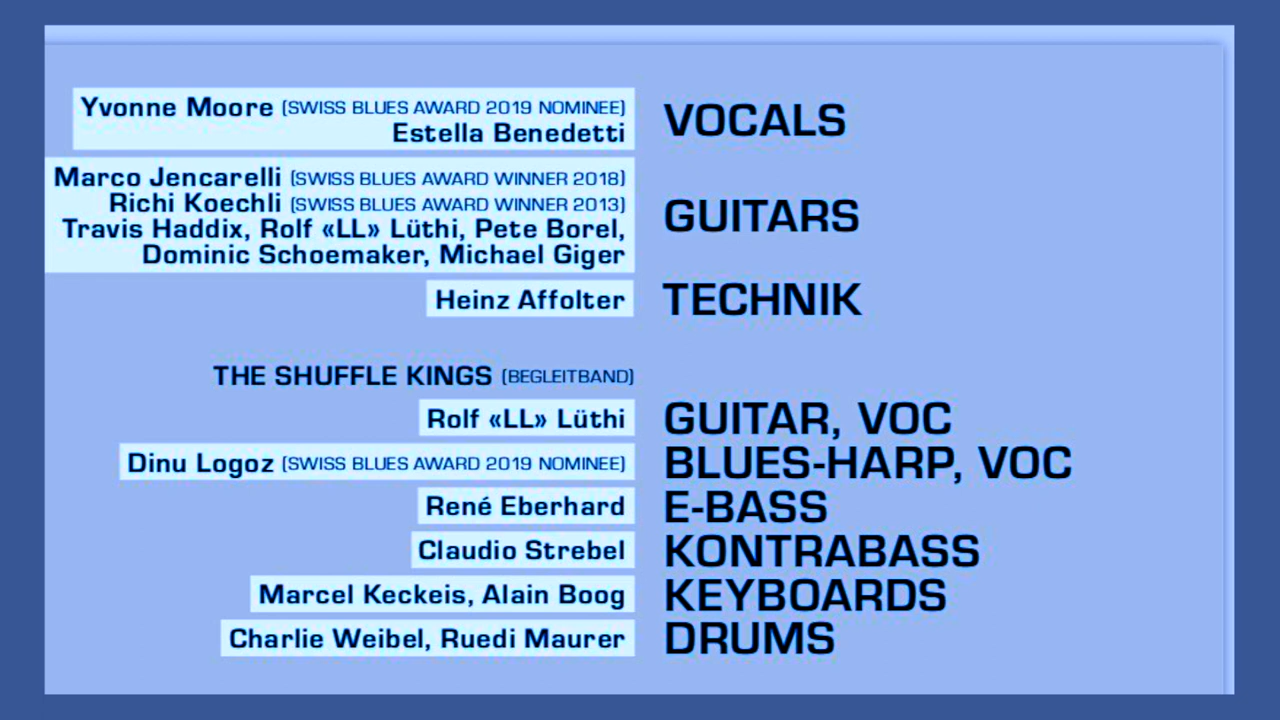 Yvonne Moore (SWISS BLUES AWARD 2019 NOMINEE)
Estella Benedetti
VOCALS
Marco Jencarelli (SWISS BLUES AWARD WINNER 2018)
Richi Koechli (SWISS BLUES AWARD WINNER 2013)
Travis Haddix, Rolf «LL» Lüthi, Pete Borel,
Dominic Schoemaker, Michael Giger
GUITARS
Heinz Affolter TECHNIK
THE SHUFFLE KINGS (BEGLEITBAND)
Rolf «LL» Lüthi GUITAR, VOC
Dinu Logoz (SWISS BLUES AWARD 2019 NOMINEE) BLUES-HARP, VOC
René Eberhard E-BASS
Claudio Strebel KONTRABASS
Marcel Keckeis, Alain Boog KEYBOARDS
Charlie Weibel, Ruedi Maurer DRUMS